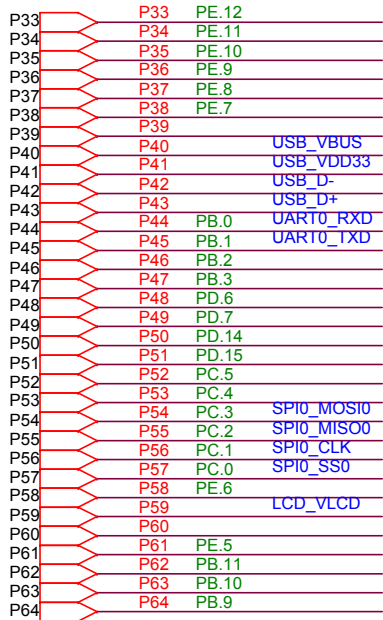 P33 P33 PE.12
P34 P34 PE.11
P35 P35 PE.10
P36 P36 PE.9
P37 P37 PE.8
P38 P38 PE.7
P39 P39
P40 P40 USB_VBUS
P41 P41 USB_VDD33
P42 P42 USB_D-
P43 P43 USB_D+
P44 P44 PB.0 UART0_RXD
P45 P45 PB.1 UART0_TXD
P46 P46 PB.2
P47 P47 PB.3
P48 P48 PD.6
P49 P49 PD.7
P50 P50 PD.14
P51 P51 PD.15
P52 P52 PC.5
P53 P53 PC.4
P54 P54 PC.3 SPI0_MOSI0
P55 P55 PC.2 SPI0_MISO0
P56 P56 PC.1 SPI0_CLK
P57 P57 PC.0 SPI0_SS0
P58 P58 PE.6
P59 P59 LCD_VLCD
P60 P60
P61 P61 PE.5
P62 P62 PB.11
P63 P63 PB.10
P64 P64 PB.9